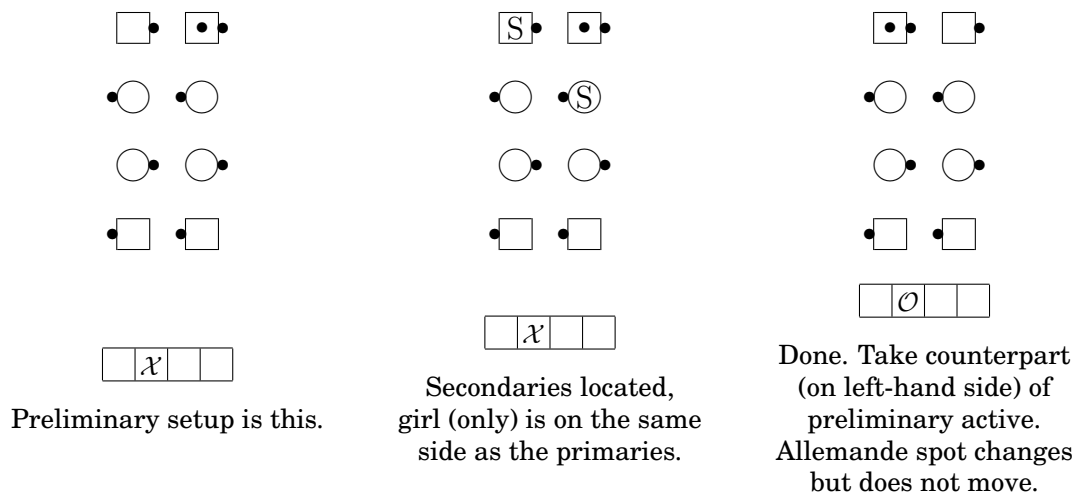 S
S
𝒳
𝒳
𝒪
Preliminary setup is this.
Secondaries located,
girl (only) is on the same
side as the primaries.
Done. Take counterpart
(on left-hand side) of
preliminary active.
Allemande spot changes
but does not move.